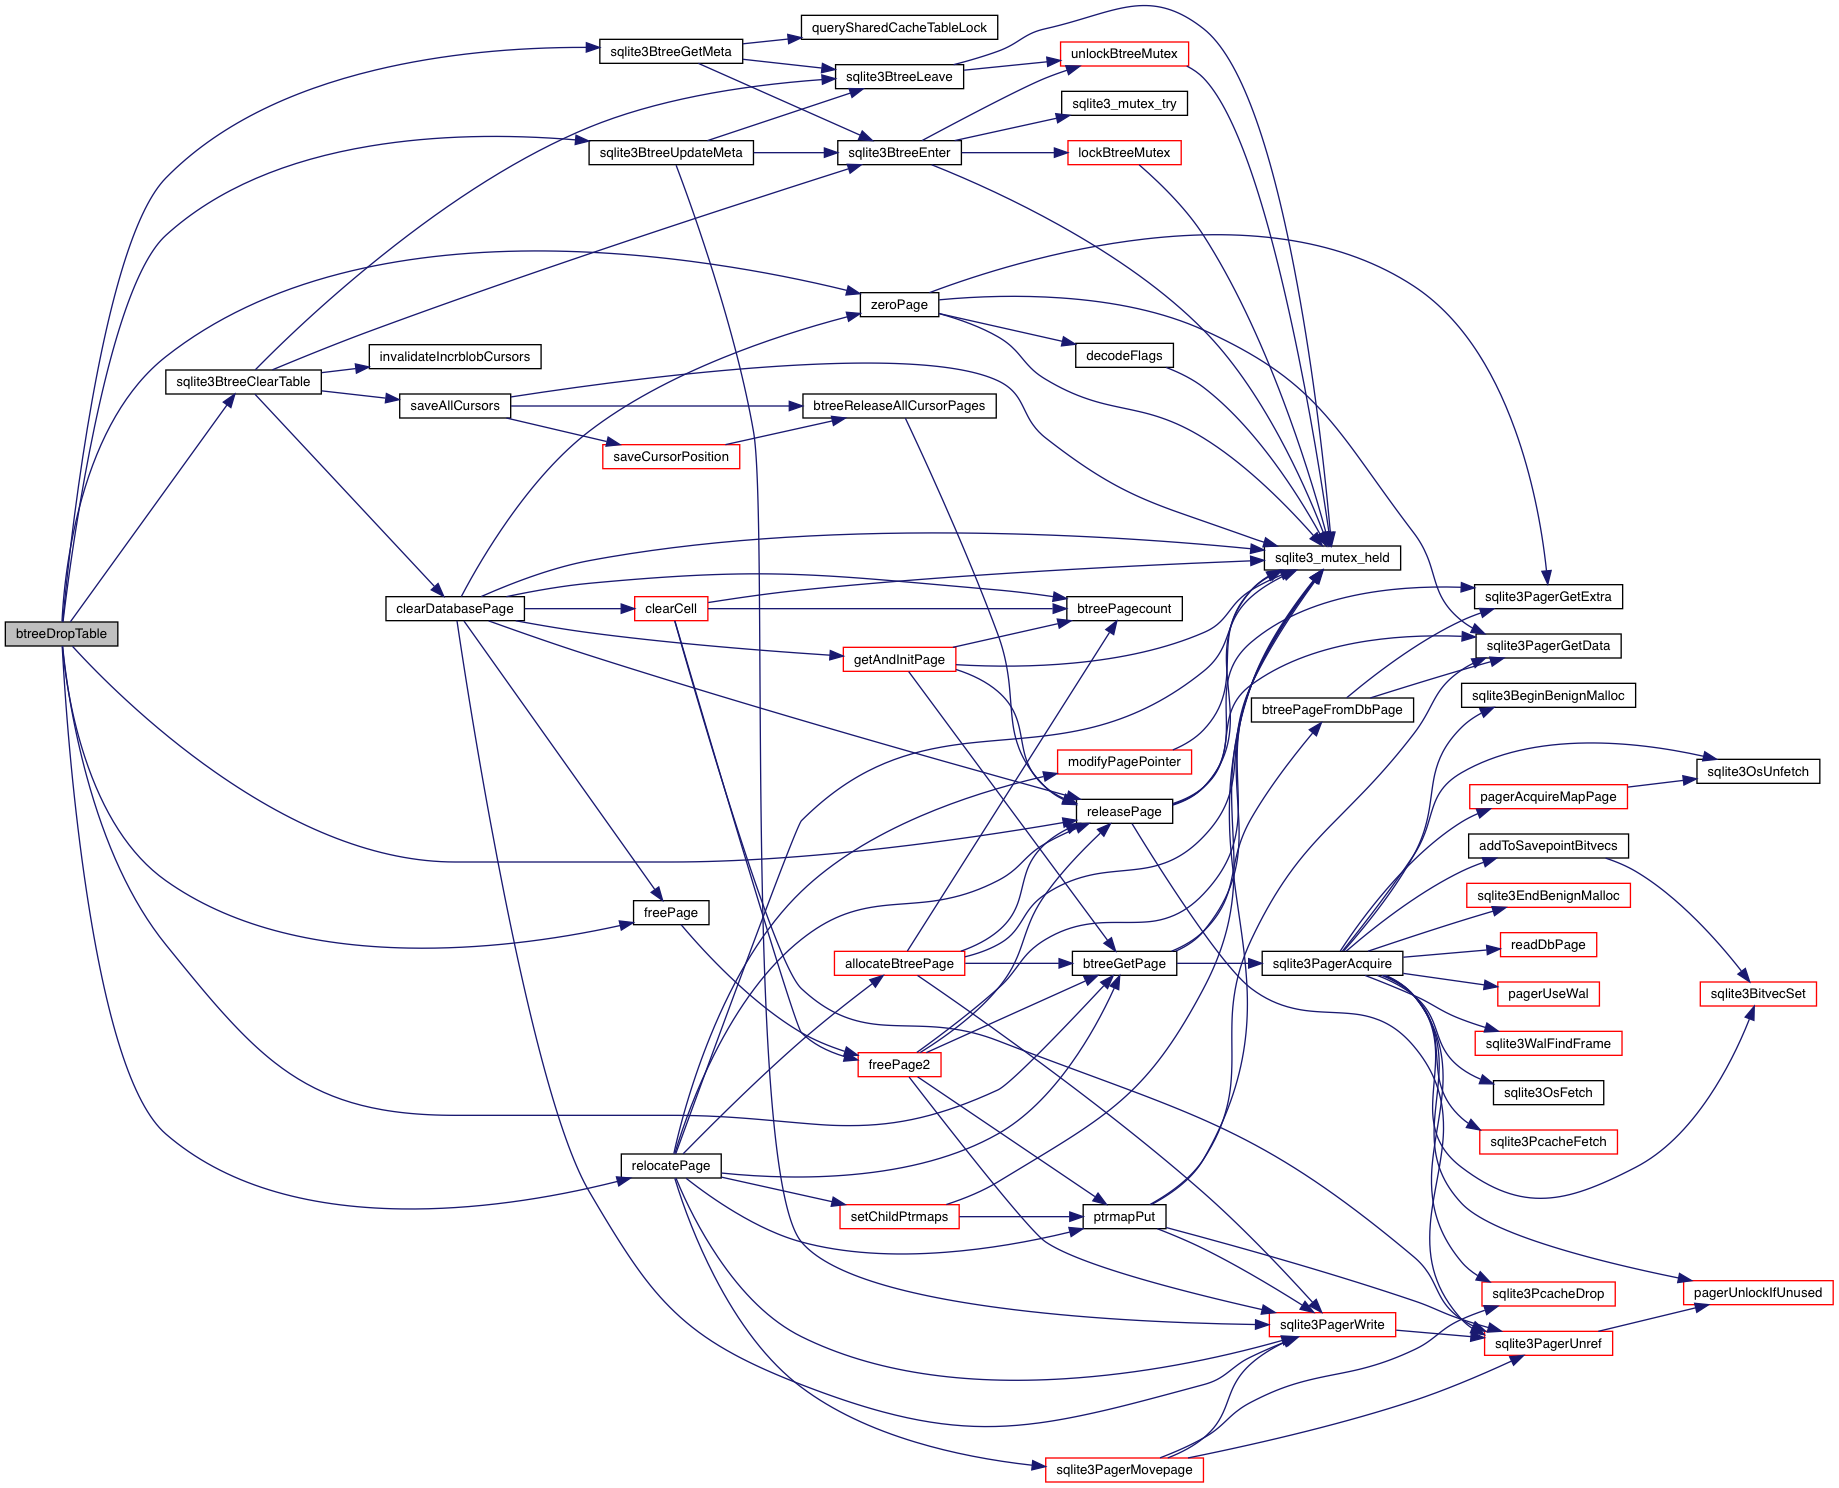 btreeDropTable
sqlite3BtreeClearTable
sqlite3BtreeGetMeta
sqlite3BtreeUpdateMeta
invalidateIncrblobCursors
saveAllCursors
clearDatabasePage
saveCursorPosition
clearCell
freePage
relocatePage
querySharedCacheTableLock
sqlite3BtreeLeave
sqlite3BtreeEnter
zeroPage
btreeReleaseAllCursorPages
getAndInitPage
allocateBtreePage
freePage2
setChildPtrmaps
unlockBtreeMutex
sqlite3_mutex_try
lockBtreeMutex
decodeFlags
btreePagecount
modifyPagePointer
releasePage
btreeGetPage
ptrmapPut
sqlite3PagerMovepage
sqlite3_mutex_held
btreePageFromDbPage
sqlite3PagerAcquire
sqlite3PagerWrite
sqlite3PagerGetExtra
sqlite3PagerGetData
sqlite3BeginBenignMalloc
pagerAcquireMapPage
addToSavepointBitvecs
sqlite3EndBenignMalloc
readDbPage
pagerUseWal
sqlite3WalFindFrame
sqlite3OsFetch
sqlite3PcacheFetch
sqlite3PcacheDrop
sqlite3PagerUnref
sqlite3OsUnfetch
sqlite3BitvecSet
pagerUnlockIfUnused